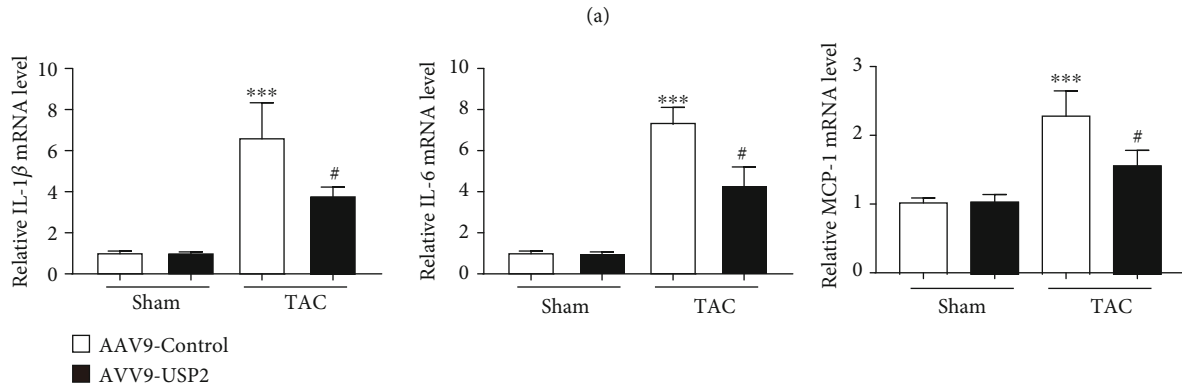 (a)
Relative IL-1β mRNA level
10
8
6
4
2
0
***
#
Sham
TAC
Relative IL-6 mRNA level
10
8
6
4
2
0
***
#
Sham
TAC
Relative MCP-1 mRNA level
3
2
1
0
***
#
Sham
TAC
AAV9-Control
AVV9-USP2